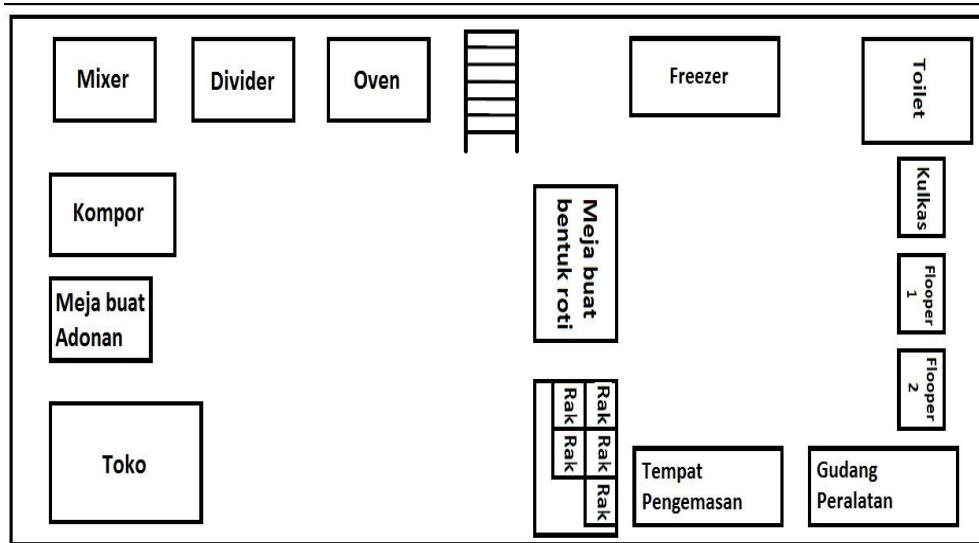 Mixer
Divider
Oven
Freezer
Toilet
Kompor
Kulkas
Meja buat
bentuk roti
Meja buat
Adonan
Flooper
1
Flooper
2
Toko
Rak
Rak
Rak
Rak
Rak
Tempat
Pengemasan
Gudang
Peralatan